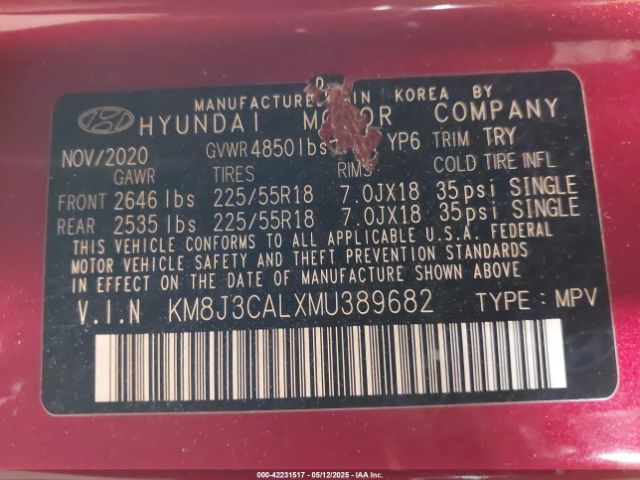 MANUFACTURED IN KOREA BY
HYUNDAI MOTOR COMPANY
NOV/2020 GVWR 4850lbs YP6 TRIM TRY
GAWR TIRES RIMS COLD TIRE INFL
FRONT 2646 lbs 225/55R18 7.0JX18 35psi SINGLE
REAR 2535 lbs 225/55R18 7.0JX18 35psi SINGLE
THIS VEHICLE CONFORMS TO ALL APPLICABLE U.S.A. FEDERAL
MOTOR VEHICLE SAFETY AND THEFT PREVENTION STANDARDS
IN EFFECT ON THE DATE OF MANUFACTURE SHOWN ABOVE.
V.I.N KM8J3CALXMU389682 TYPE: MPV
000-42231517 - 05/12/2025 - IAA Inc.